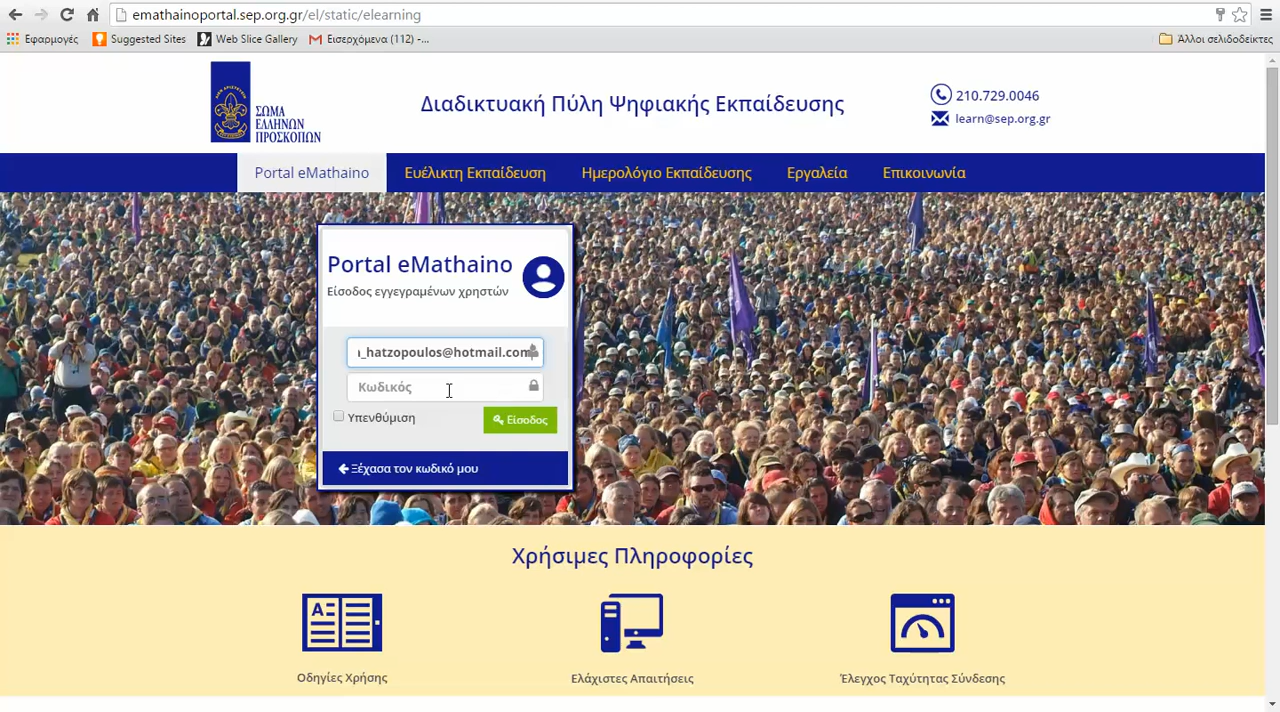 emathainoportal.sep.org.gr/el/static/elearning
Εφαρμογές Suggested Sites Web Slice Gallery Εισερχόμενα (112) -... Άλλοι σελιδοδείκτες
ΣΩΜΑ
ΕΛΛΗΝΩΝ
ΠΡΟΣΚΟΠΩΝ
Διαδικτυακή Πύλη Ψηφιακής Εκπαίδευσης
210.729.0046
learn@sep.org.gr
Portal eMathaino Ευέλικτη Εκπαίδευση Ημερολόγιο Εκπαίδευσης Εργαλεία Επικοινωνία
Portal eMathaino
Είσοδος εγγεγραμένων χρηστών
_hatzopoulos@hotmail.com
Κωδικός
Υπενθύμιση Είσοδος
Ξέχασα τον κωδικό μου
Χρήσιμες Πληροφορίες
Οδηγίες Χρήσης Ελάχιστες Απαιτήσεις Έλεγχος Ταχύτητας Σύνδεσης